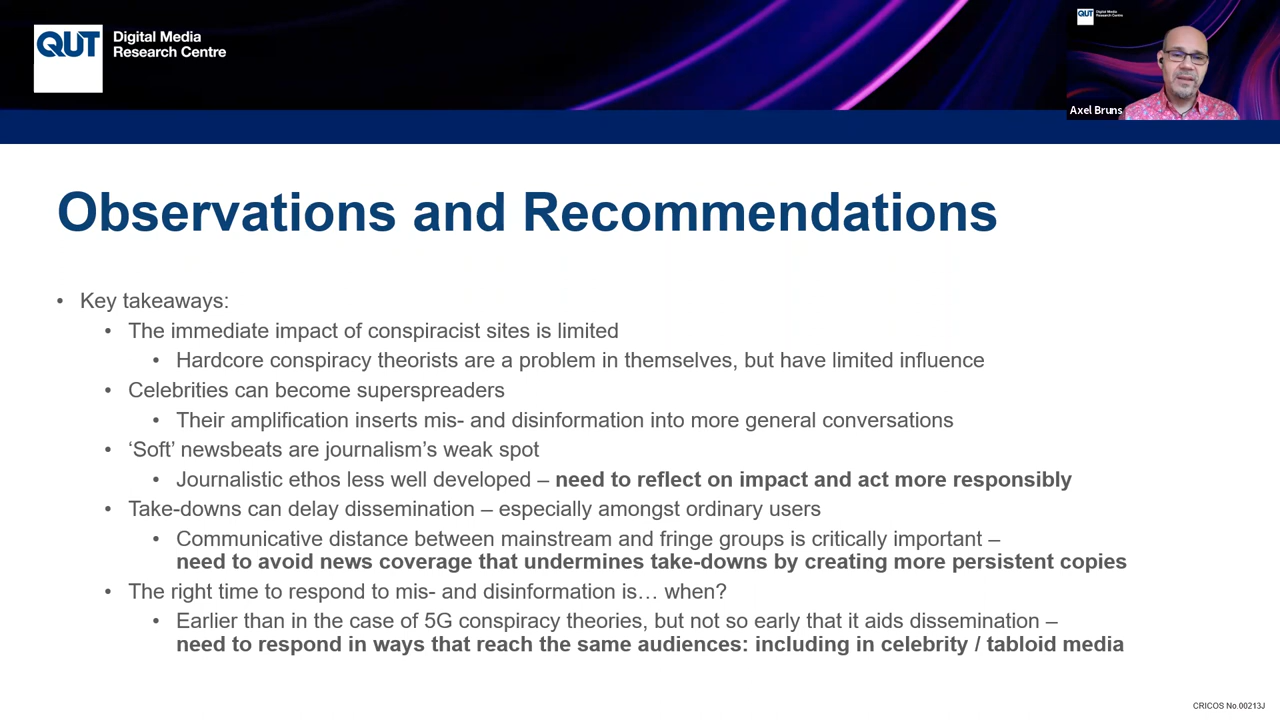 QUT
Digital Media
Research Centre
QUT
Digital Media
Research Centre
Axel Bruns
Observations and Recommendations
• Key takeaways:
• The immediate impact of conspiracist sites is limited
• Hardcore conspiracy theorists are a problem in themselves, but have limited influence
• Celebrities can become superspreaders
• Their amplification inserts mis- and disinformation into more general conversations
• ‘Soft’ newsbeats are journalism’s weak spot
• Journalistic ethos less well developed – need to reflect on impact and act more responsibly
• Take-downs can delay dissemination – especially amongst ordinary users
• Communicative distance between mainstream and fringe groups is critically important –
need to avoid news coverage that undermines take-downs by creating more persistent copies
• The right time to respond to mis- and disinformation is… when?
• Earlier than in the case of 5G conspiracy theories, but not so early that it aids dissemination –
need to respond in ways that reach the same audiences: including in celebrity / tabloid media
CRICOS No.00213J